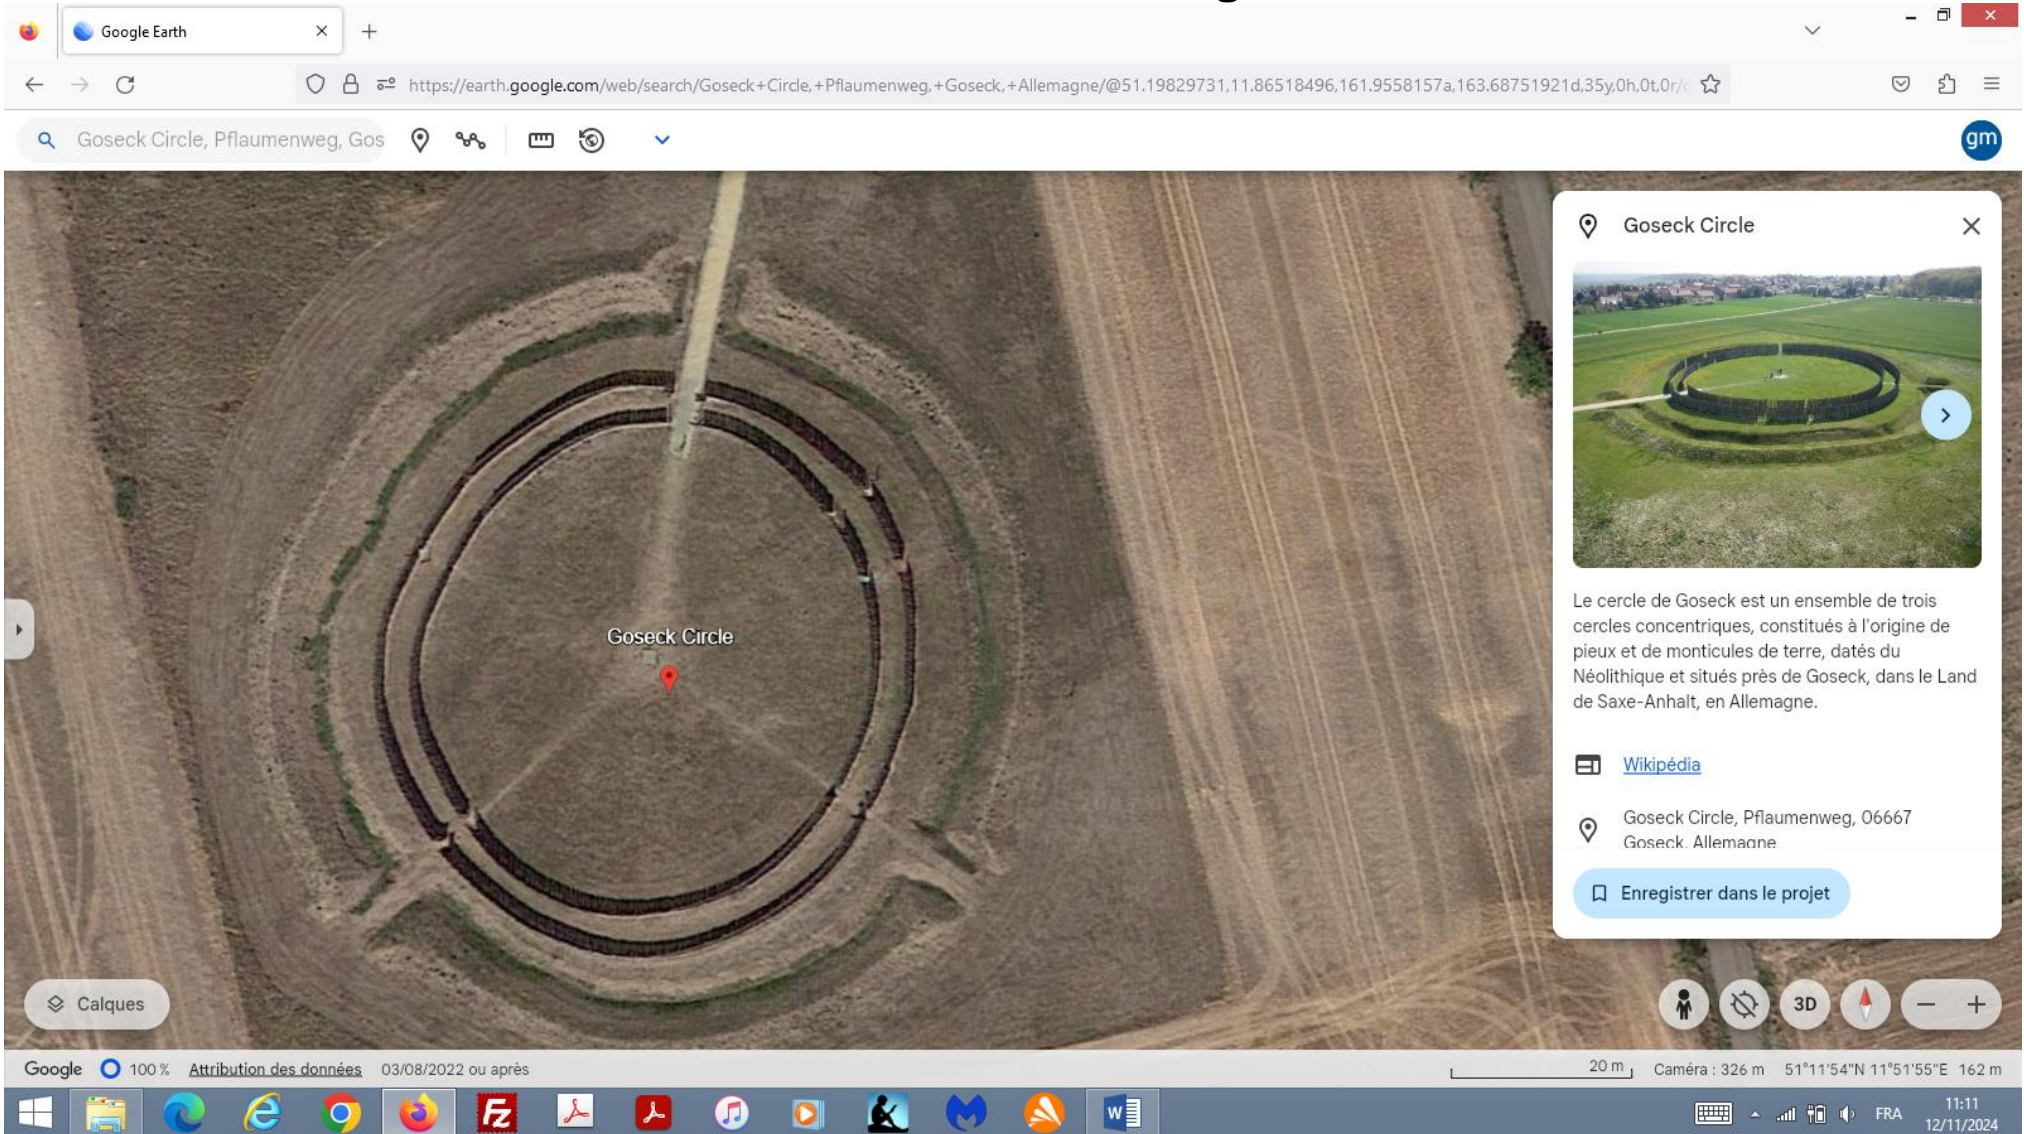 Google Earth
https://earth.google.com/web/search/Goseck+Circle,+Pflaumenweg,+Goseck,+Allemagne/@51.19829731,11.86518496,161.9558157a,163.68751921d,35y,0h,0t,0r/
Goseck Circle, Pflaumenweg, Gos
gm
Goseck Circle
Le cercle de Goseck est un ensemble de trois
cercles concentriques, constitués à l'origine de
pieux et de monticules de terre, datés du
Néolithique et situés près de Goseck, dans le Land
de Saxe-Anhalt, en Allemagne.
Wikipédia
Goseck Circle, Pflaumenweg, 06667
Goseck, Allemagne
Enregistrer dans le projet
Goseck Circle
Calques
3D
Google 100 % Attribution des données 03/08/2022 ou après
20 m Caméra : 326 m 51°11'54"N 11°51'55"E 162 m
FRA
11:11
12/11/2024